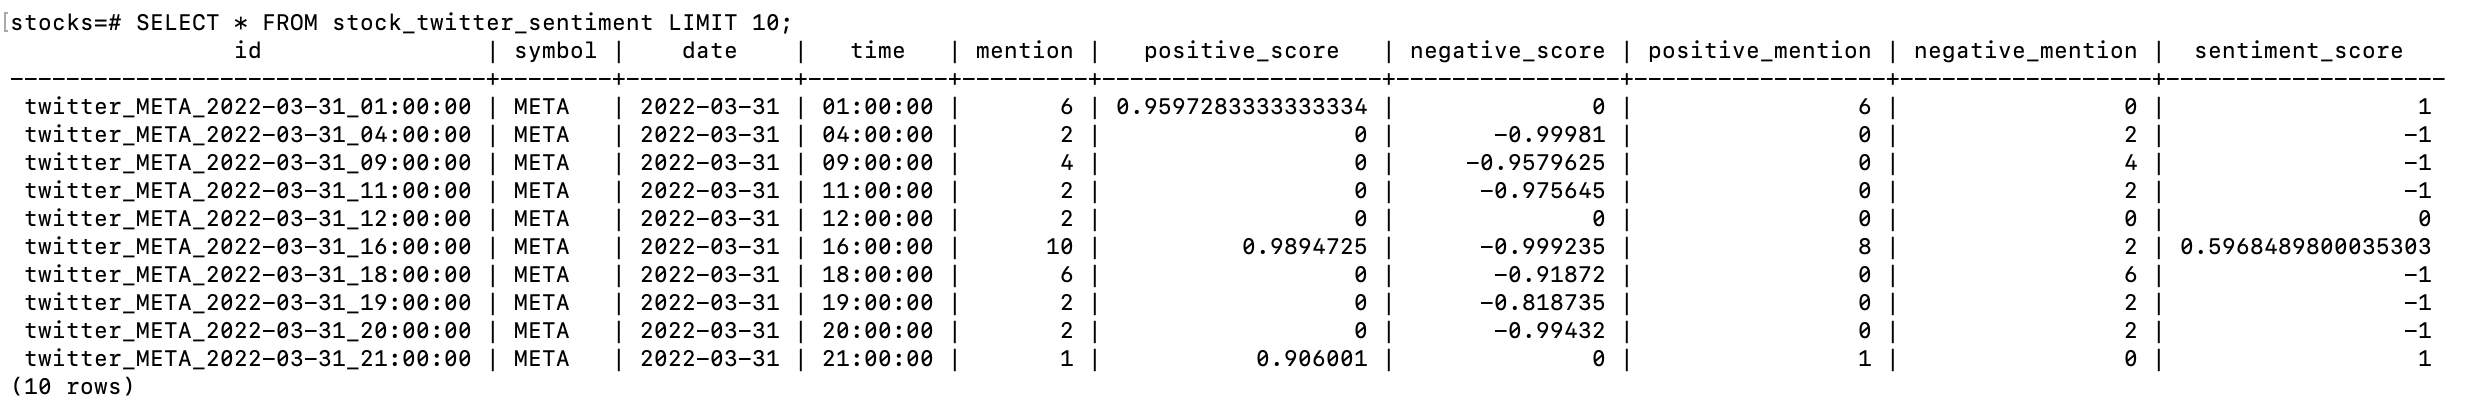 stocks=# SELECT * FROM stock_twitter_sentiment LIMIT 10;
id | symbol | date | time | mention | positive_score | negative_score | positive_mention | negative_mention | sentiment_score
twitter_META_2022-03-31_01:00:00 | META | 2022-03-31 | 01:00:00 | 6 | 0.9597283333333334 | 0 | 6 | 0 | 1
twitter_META_2022-03-31_04:00:00 | META | 2022-03-31 | 04:00:00 | 2 | 0 | -0.99981 | 0 | 2 | -1
twitter_META_2022-03-31_09:00:00 | META | 2022-03-31 | 09:00:00 | 4 | 0 | -0.9579625 | 0 | 4 | -1
twitter_META_2022-03-31_11:00:00 | META | 2022-03-31 | 11:00:00 | 2 | 0 | -0.975645 | 0 | 2 | -1
twitter_META_2022-03-31_12:00:00 | META | 2022-03-31 | 12:00:00 | 2 | 0 | 0 | 0 | 0 | 0
twitter_META_2022-03-31_16:00:00 | META | 2022-03-31 | 16:00:00 | 10 | 0.9894725 | -0.999235 | 8 | 2 | 0.5968489800035303
twitter_META_2022-03-31_18:00:00 | META | 2022-03-31 | 18:00:00 | 6 | 0 | -0.91872 | 0 | 6 | -1
twitter_META_2022-03-31_19:00:00 | META | 2022-03-31 | 19:00:00 | 2 | 0 | -0.818735 | 0 | 2 | -1
twitter_META_2022-03-31_20:00:00 | META | 2022-03-31 | 20:00:00 | 2 | 0 | -0.99432 | 0 | 2 | -1
twitter_META_2022-03-31_21:00:00 | META | 2022-03-31 | 21:00:00 | 1 | 0.906001 | 0 | 1 | 0 | 1
(10 rows)